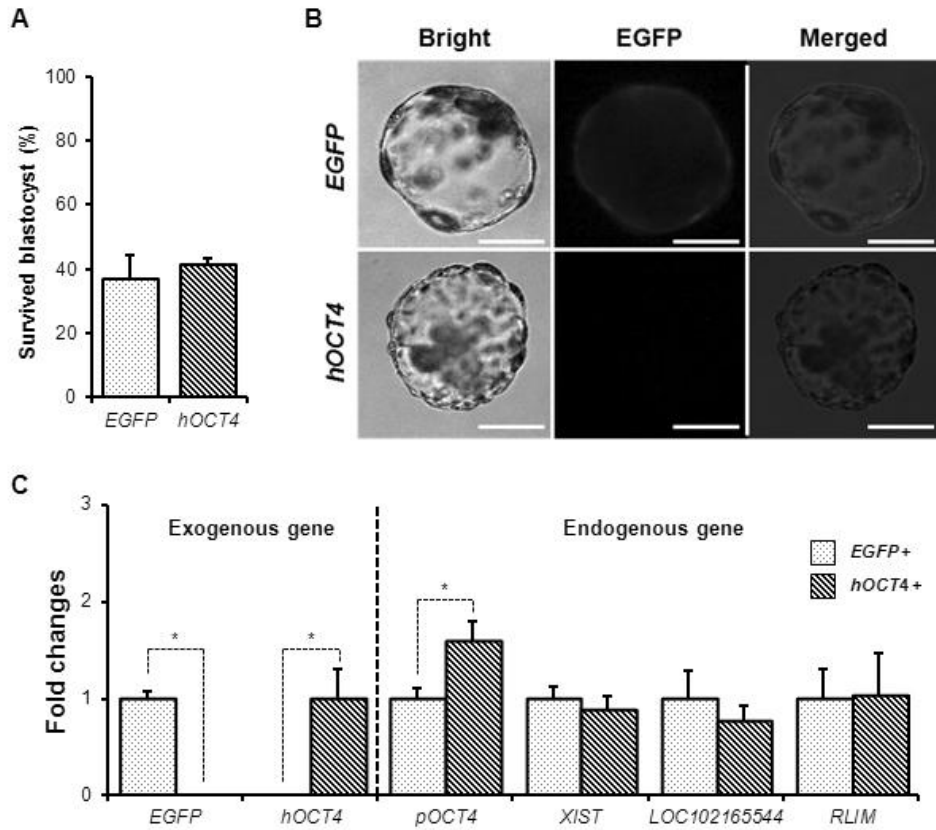 A
Survived blastocyst (%)
100
80
60
40
20
0
EGFP hOCT4
B
Bright EGFP Merged
EGFP
hOCT4
C
Fold changes
3
2
1
0
Exogenous gene Endogenous gene
EGFP+
hOCT4+
* * *
EGFP hOCT4 pOCT4 XIST LOC102165544 RLIM